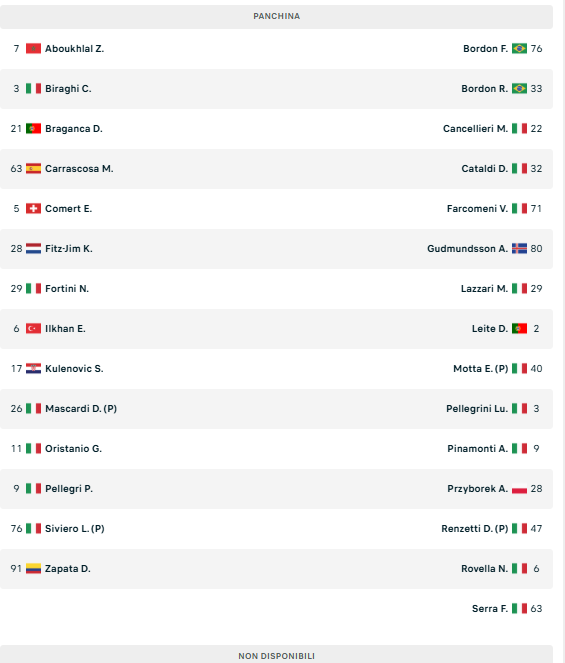 PANCHINA
7 Aboukhlal Z. Bordon F. 76
3 Biraghi C. Bordon R. 33
21 Braganca D. Cancellieri M. 22
63 Carrascosa M. Cataldi D. 32
5 Comert E. Farcomeni V. 71
28 Fitz-Jim K. Gudmundsson A. 80
29 Fortini N. Lazzari M. 29
6 Ilkhan E. Leite D. 2
17 Kulenovic S. Motta E. (P) 40
26 Mascardi D. (P) Pellegrini Lu. 3
11 Oristanio G. Pinamonti A. 9
9 Pellegri P. Przyborek A. 28
76 Siviero L. (P) Renzetti D. (P) 47
91 Zapata D. Rovella N. 6
Serra F. 63
NON DISPONIBILI